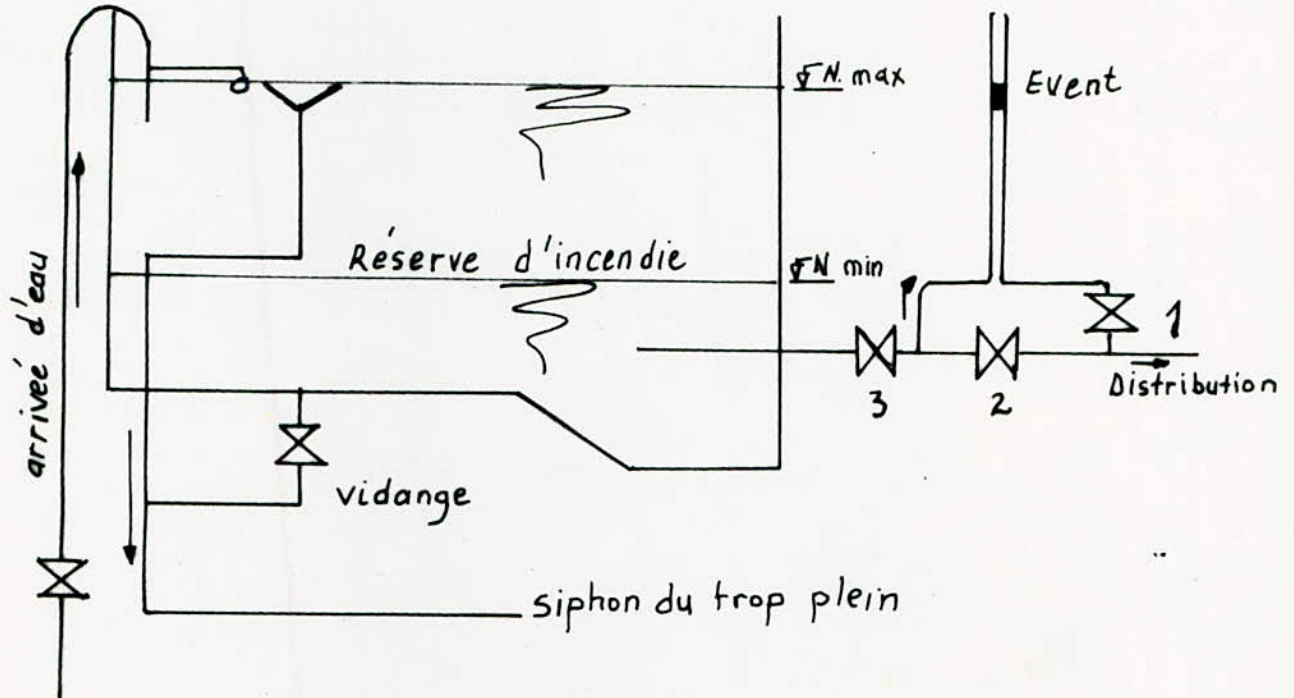 N. max
Event
Réserve d'incendie
N min
arrivée d'eau
1
Distribution
3
2
vidange
siphon du trop plein